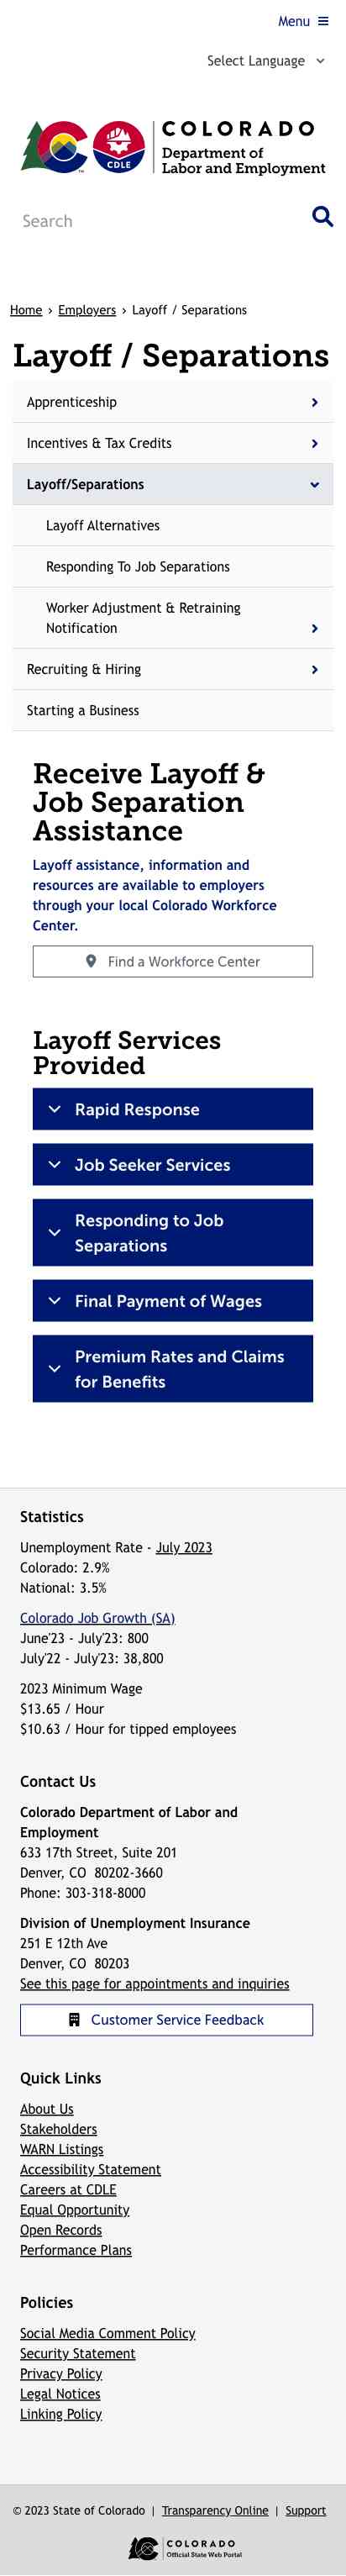 Menu
Select Language
COLORADO
Department of
Labor and Employment
CDLE
TM
Search
Home › Employers › Layoff / Separations
Layoff / Separations
Apprenticeship
Incentives & Tax Credits
Layoff/Separations
Layoff Alternatives
Responding To Job Separations
Worker Adjustment & Retraining
Notification
Recruiting & Hiring
Starting a Business
Receive Layoff &
Job Separation
Assistance
Layoff assistance, information and
resources are available to employers
through your local Colorado Workforce
Center.
Find a Workforce Center
Layoff Services
Provided
Rapid Response
Job Seeker Services
Responding to Job
Separations
Final Payment of Wages
Premium Rates and Claims
for Benefits
Statistics
Unemployment Rate - July 2023
Colorado: 2.9%
National: 3.5%
Colorado Job Growth (SA)
June'23 - July'23: 800
July'22 - July'23: 38,800
2023 Minimum Wage
$13.65 / Hour
$10.63 / Hour for tipped employees
Contact Us
Colorado Department of Labor and
Employment
633 17th Street, Suite 201
Denver, CO  80202-3660
Phone: 303-318-8000
Division of Unemployment Insurance
251 E 12th Ave
Denver, CO  80203
See this page for appointments and inquiries
Customer Service Feedback
Quick Links
About Us
Stakeholders
WARN Listings
Accessibility Statement
Careers at CDLE
Equal Opportunity
Open Records
Performance Plans
Policies
Social Media Comment Policy
Security Statement
Privacy Policy
Legal Notices
Linking Policy
© 2023 State of Colorado | Transparency Online | Support
COLORADO
Official State Web Portal